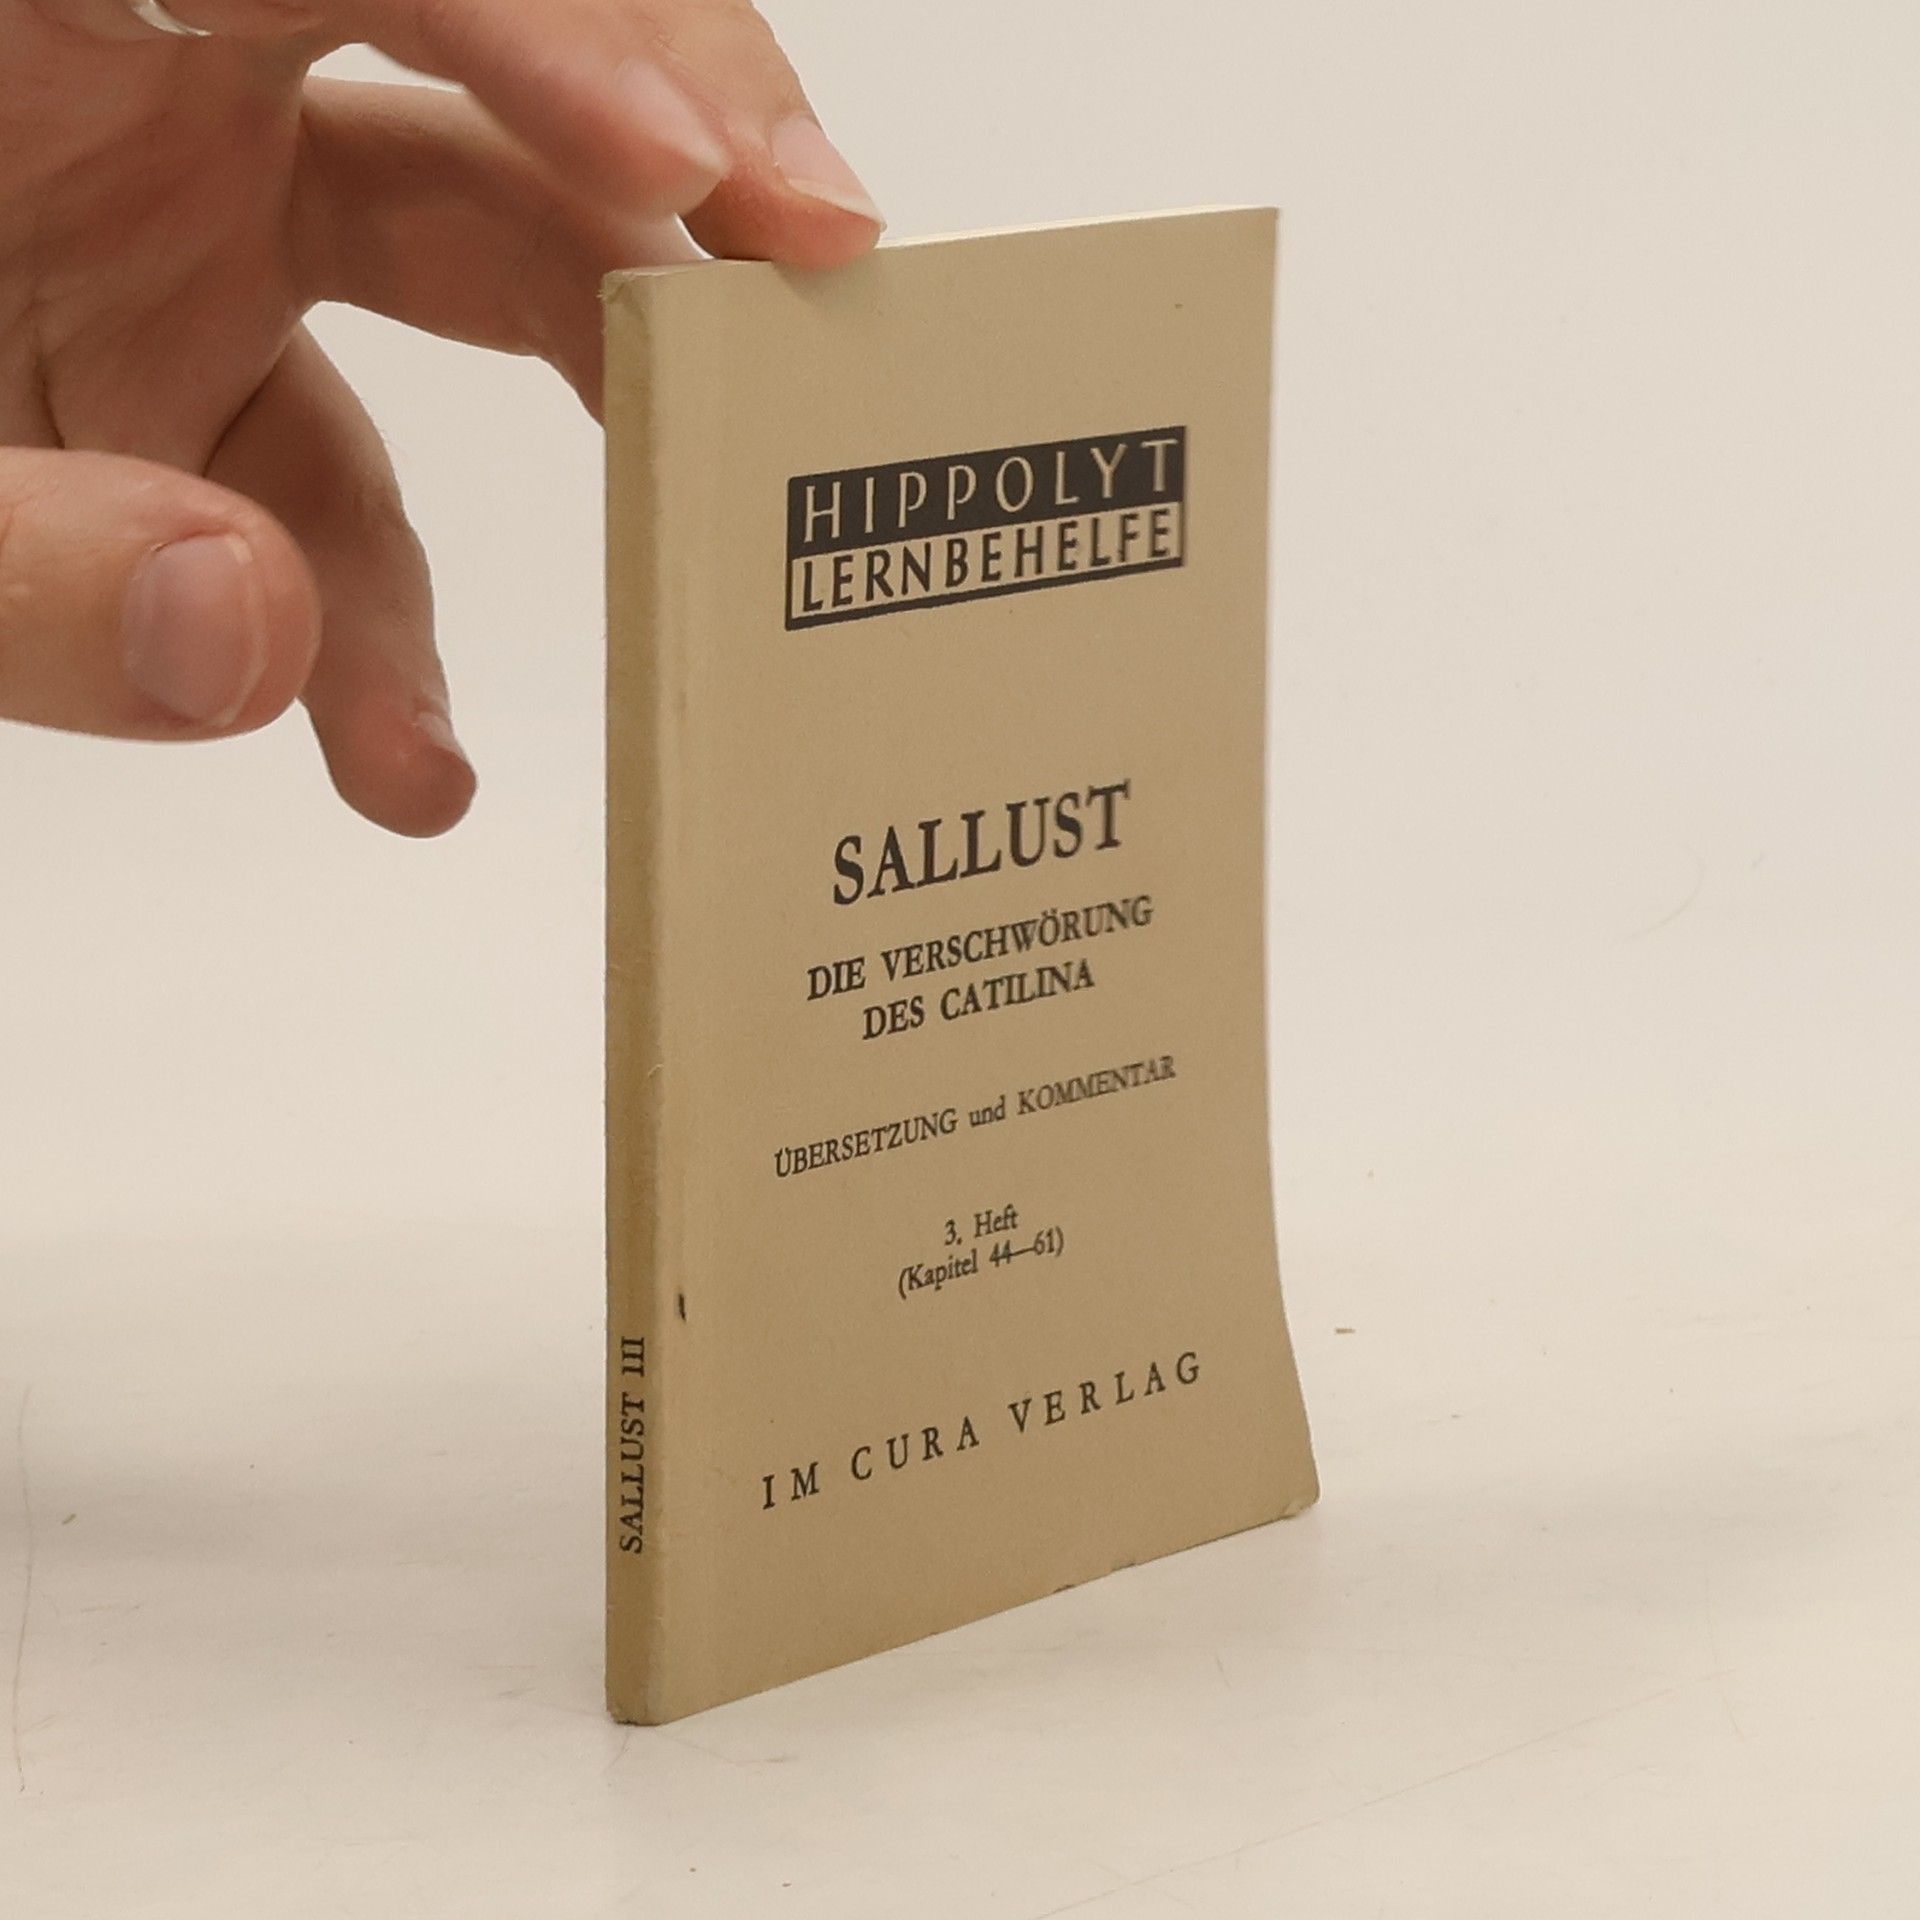 HIPPOLYT
LERNBEHELFE
SALLUST
DIE VERSCHWÖRUNG
DES CATILINA
ÜBERSETZUNG und KOMMENTAR
3. Heft
(Kapitel 44—61)
IM CURA VERLAG
SALLUST III